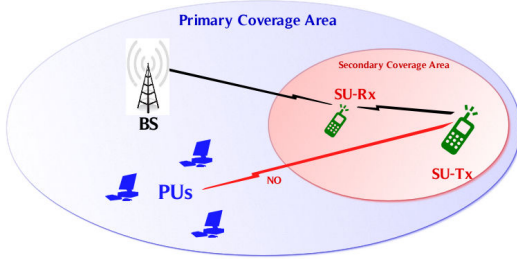 Primary Coverage Area
Secondary Coverage Area
SU-Rx
BS
SU-Tx
NO
PUs